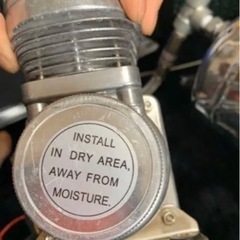 INSTALL
IN DRY AREA,
AWAY FROM
MOISTURE.